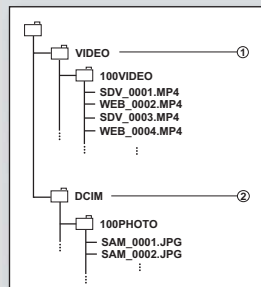 VIDEO ①
100VIDEO
SDV_0001.MP4
WEB_0002.MP4
SDV_0003.MP4
WEB_0004.MP4
DCIM ②
100PHOTO
SAM_0001.JPG
SAM_0002.JPG